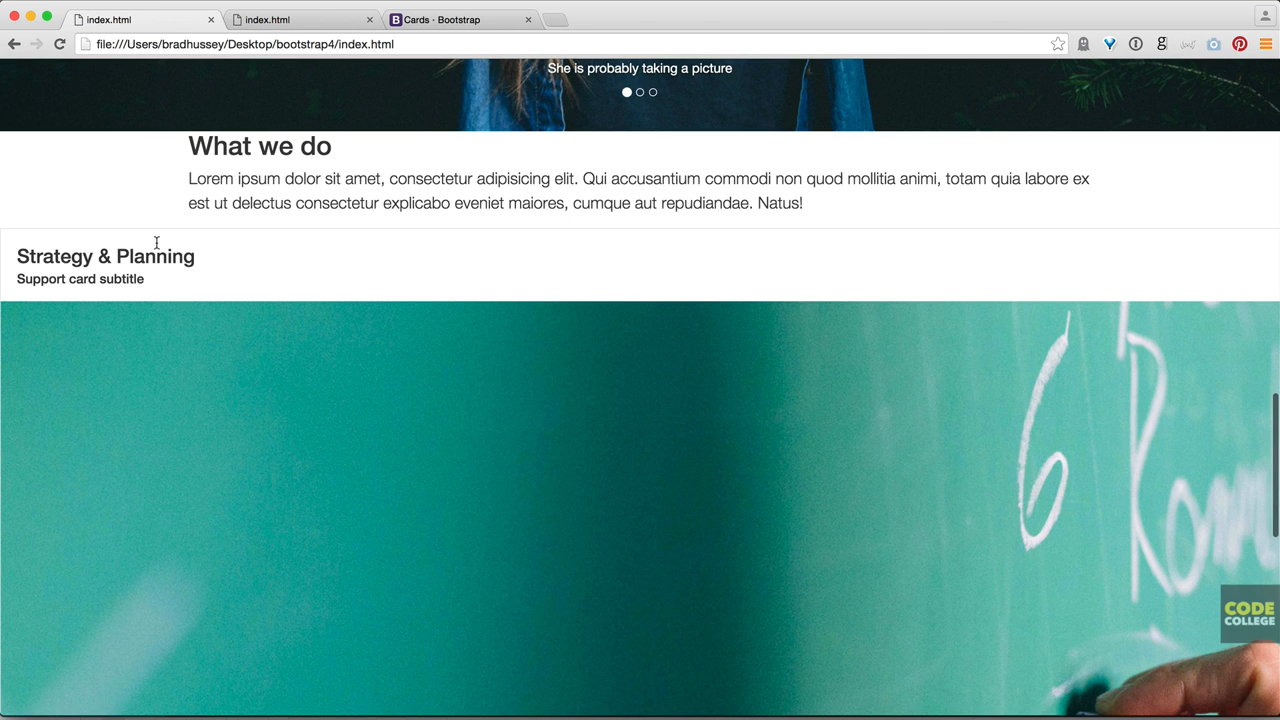 index.html
index.html
B Cards · Bootstrap
file:///Users/bradhussey/Desktop/bootstrap4/index.html
She is probably taking a picture
What we do
Lorem ipsum dolor sit amet, consectetur adipisicing elit. Qui accusantium commodi non quod mollitia animi, totam quia labore ex
est ut delectus consectetur explicabo eveniet maiores, cumque aut repudiandae. Natus!
Strategy & Planning
Support card subtitle
6
CODE
COLLEGE